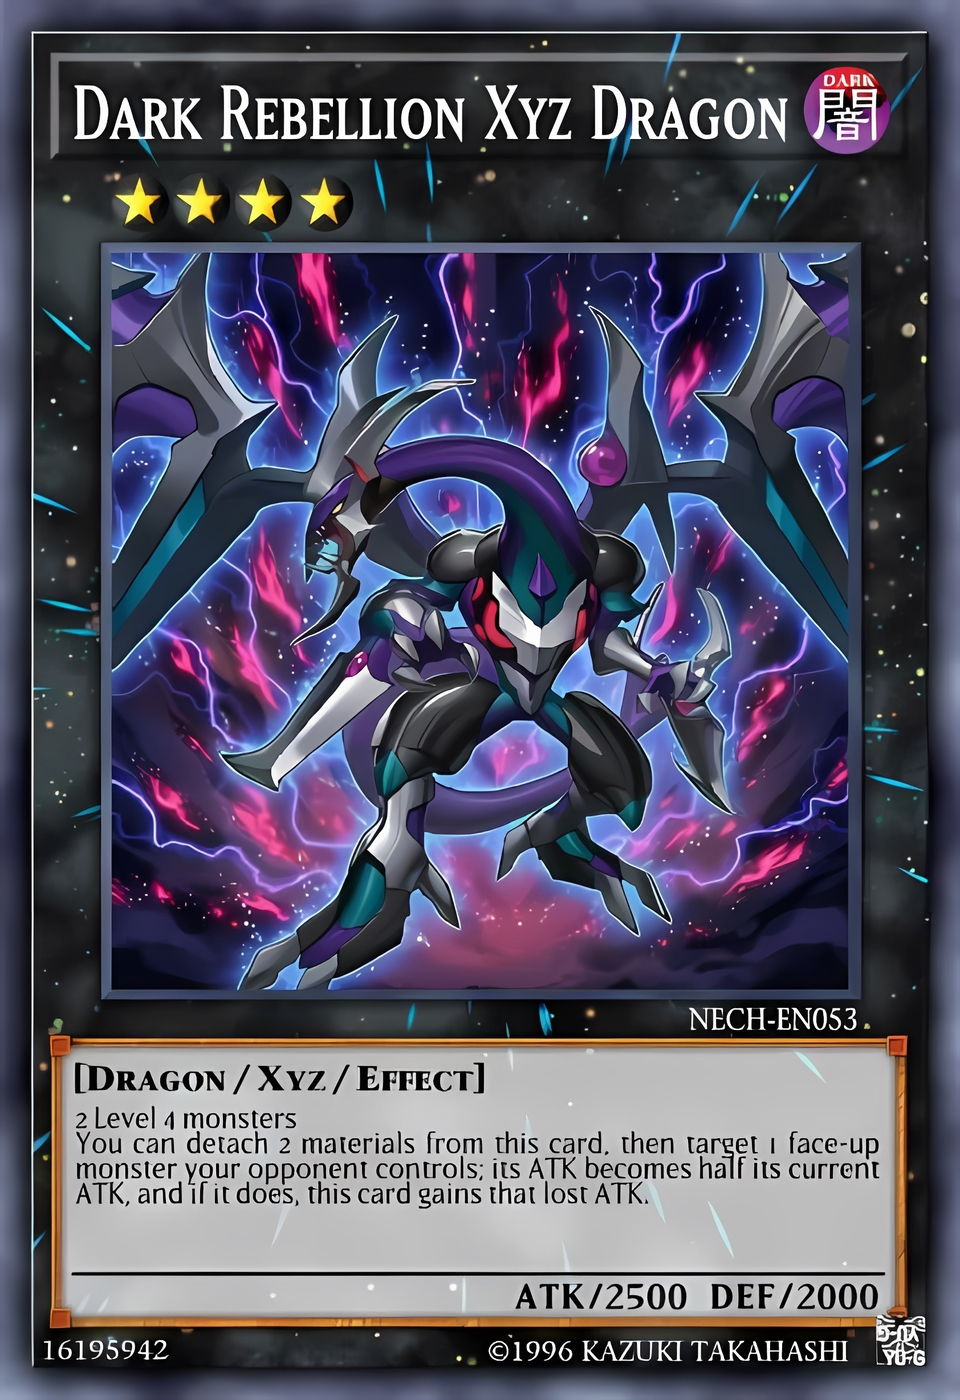 DARK REBELLION XYZ DRAGON
DARK
闇
NECH-EN053
[DRAGON / XYZ / EFFECT]
2 Level 4 monsters
You can detach 2 materials from this card, then target 1 face-up
monster your opponent controls; its ATK becomes half its current
ATK, and if it does, this card gains that lost ATK.
ATK/2500 DEF/2000
16195942
©1996 KAZUKI TAKAHASHI